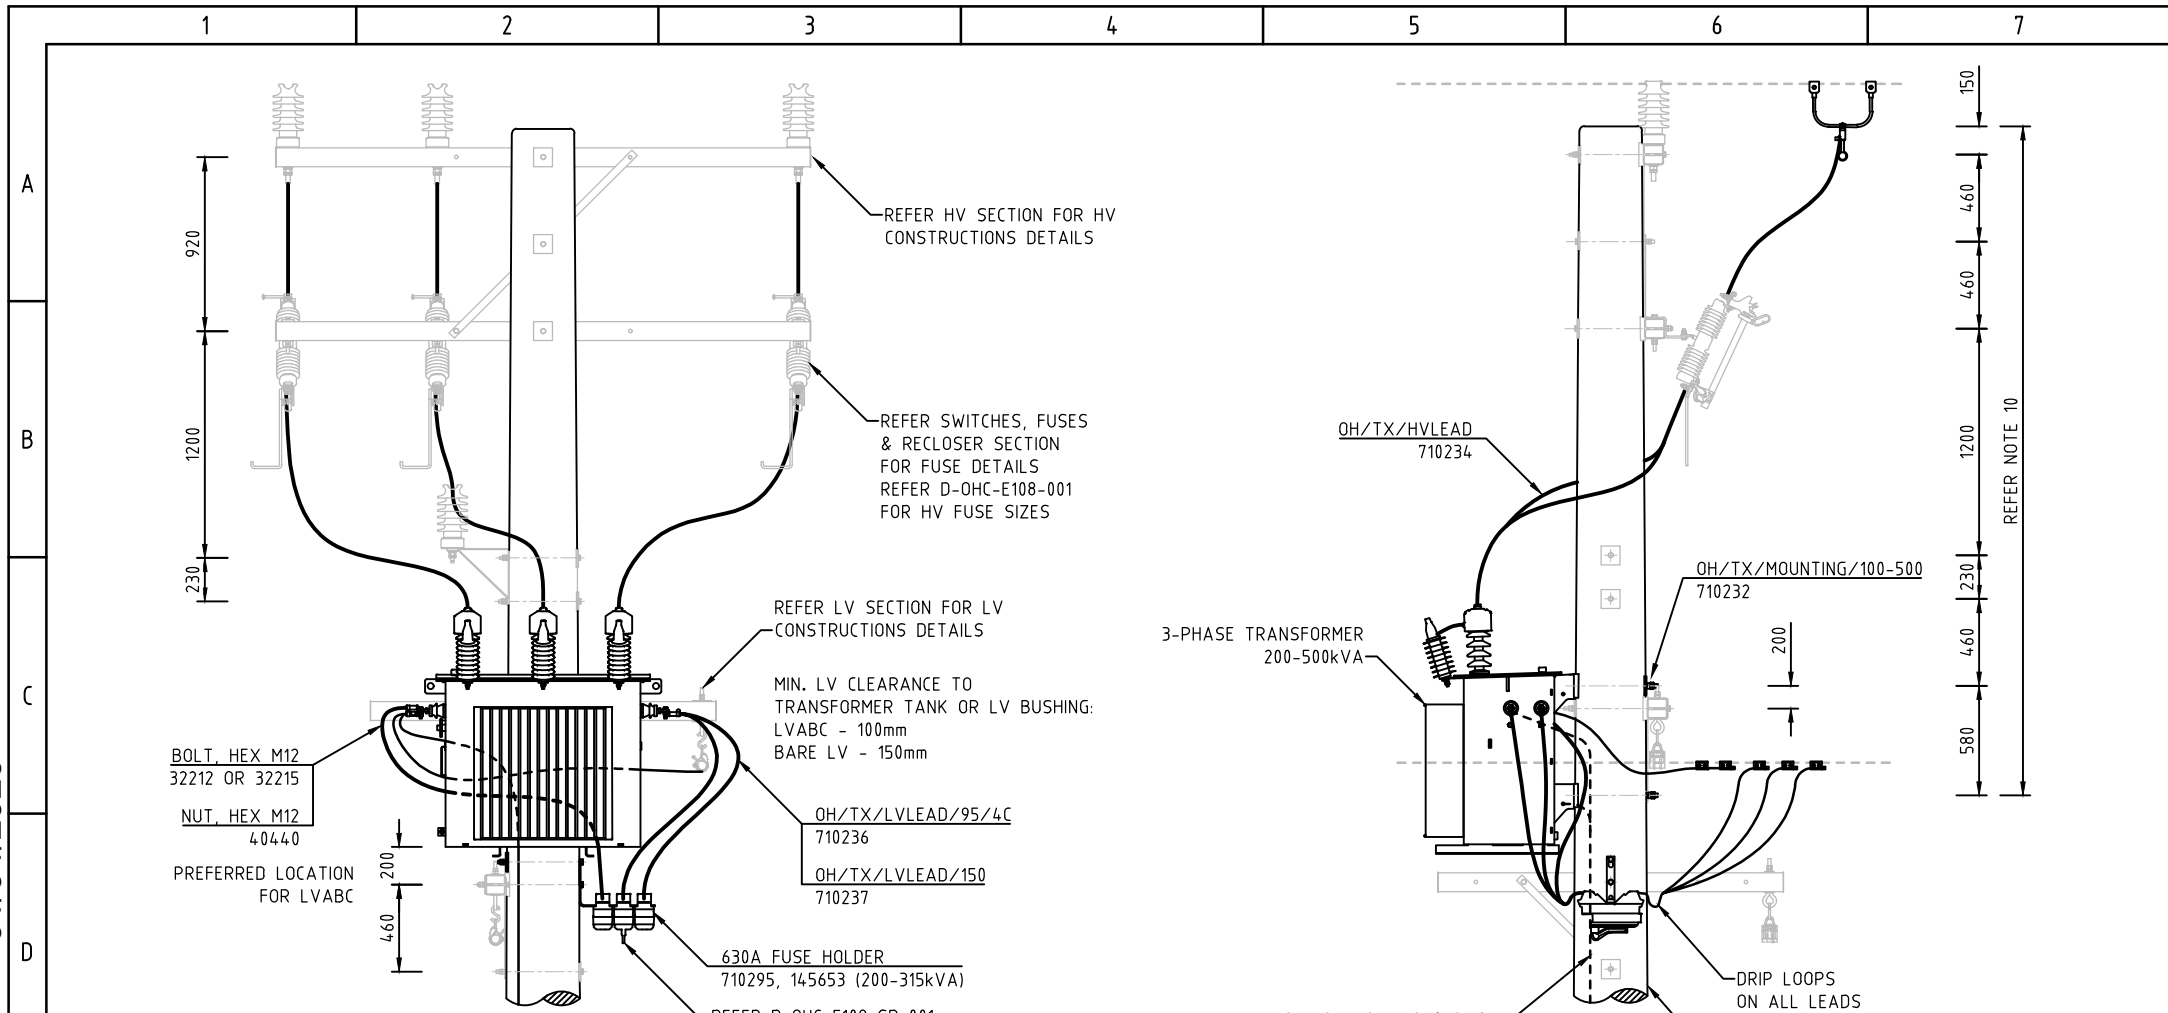 1
2
3
4
5
6
7
A
B
C
D
920
1200
230
REFER HV SECTION FOR HV
CONSTRUCTIONS DETAILS
REFER SWITCHES, FUSES
& RECLOSER SECTION
FOR FUSE DETAILS
REFER D-OHC-E108-001
FOR HV FUSE SIZES
REFER LV SECTION FOR LV
CONSTRUCTIONS DETAILS
MIN. LV CLEARANCE TO
TRANSFORMER TANK OR LV BUSHING:
LVABC - 100mm
BARE LV - 150mm
BOLT, HEX M12
32212 OR 32215
NUT, HEX M12
40440
PREFERRED LOCATION
FOR LVABC
200
460
OH/TX/LVLEAD/95/4C
710236
OH/TX/LVLEAD/150
710237
630A FUSE HOLDER
710295, 145653 (200-315kVA)
OH/TX/HVLEAD
710234
3-PHASE TRANSFORMER
200-500kVA
OH/TX/MOUNTING/100-500
710232
200
150
460
460
1200
230
460
580
REFER NOTE 10
DRIP LOOPS
ON ALL LEADS